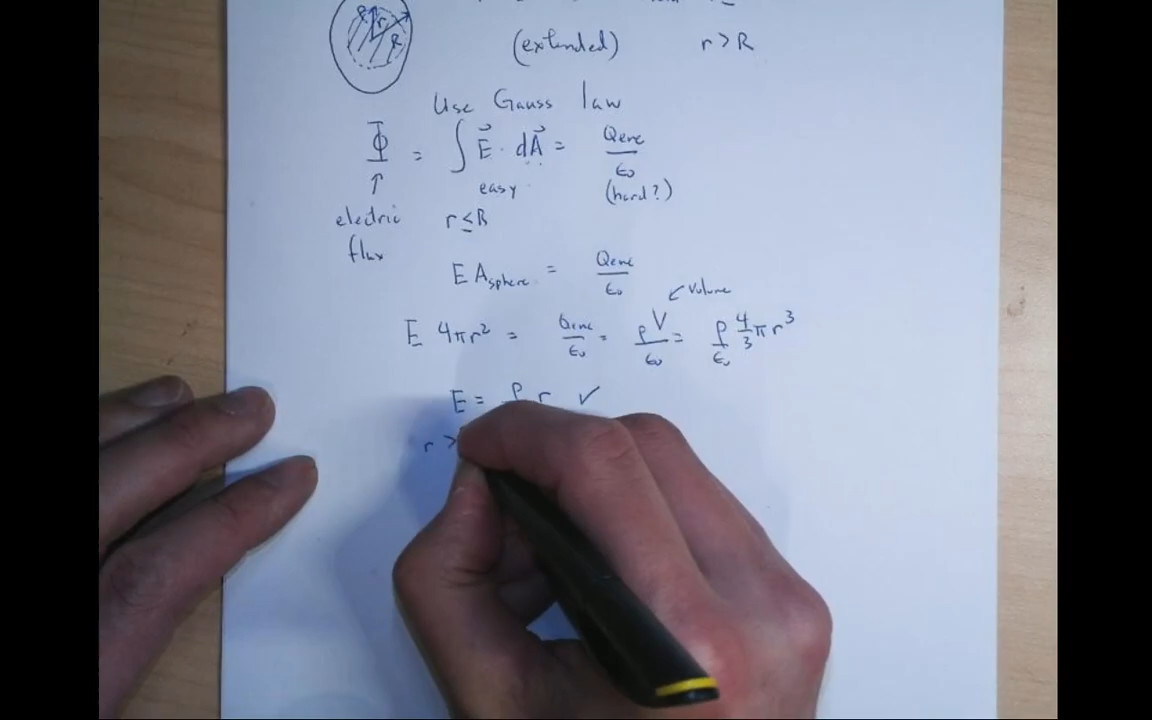 ρ r R
(extended) r > R
Use Gauss law
Φ = ∫ E⃗ · dA⃗ = Qenc/ε₀
↑ easy (hard?)
electric r ≤ R
flux
E Asphere = Qenc/ε₀
↙ Volume
E 4πr² = Qenc/ε₀ = ρV/ε₀ = ρ/ε₀ 4/3 πr³
E = ρ r ✓
r >